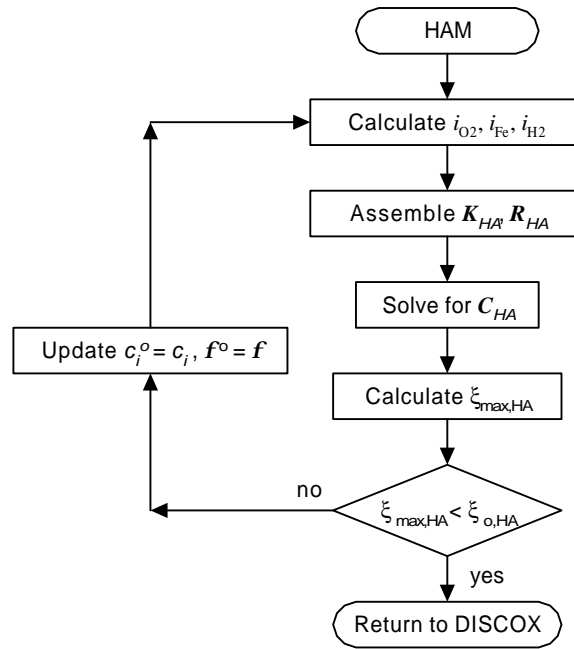 HAM
Calculate i_O2, i_Fe, i_H2
Assemble K_HA, R_HA
Solve for C_HA
Update c_i^o = c_i, f^o = f
Calculate ξ_max,HA
no
ξ_max,HA < ξ_o,HA
yes
Return to DISCOX